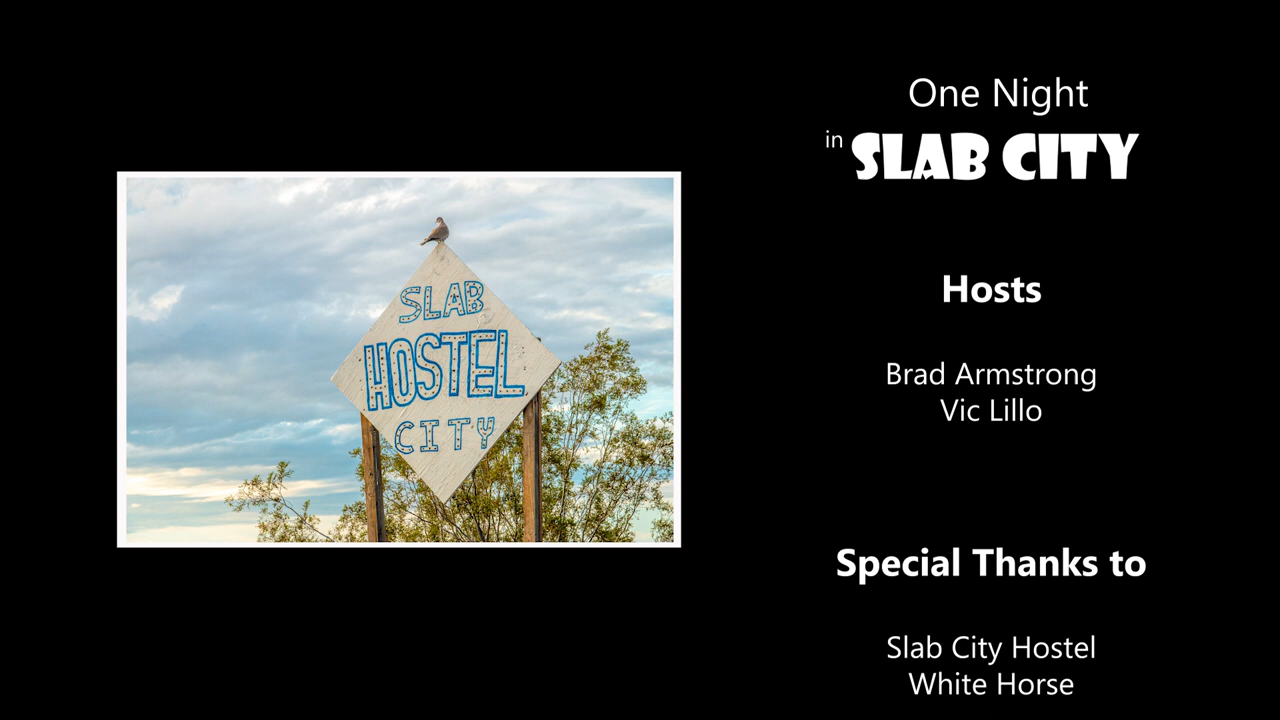 SLAB
HOSTEL
CITY
One Night
in SLAB CITY
Hosts
Brad Armstrong
Vic Lillo
Special Thanks to
Slab City Hostel
White Horse